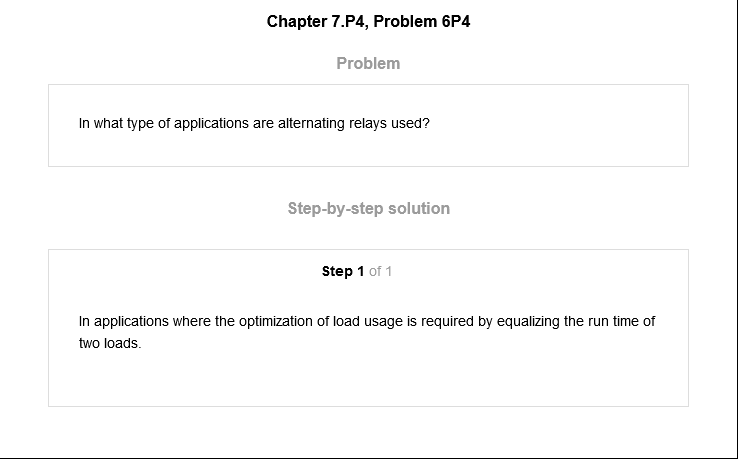 Chapter 7.P4, Problem 6P4
Problem
In what type of applications are alternating relays used?
Step-by-step solution
Step 1 of 1
In applications where the optimization of load usage is required by equalizing the run time of
two loads.